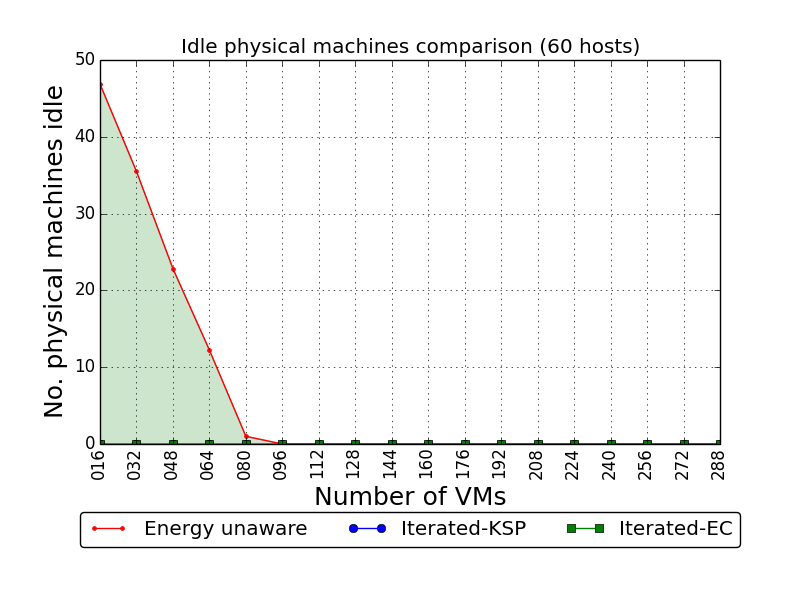 Idle physical machines comparison (60 hosts)
No. physical machines idle
50
40
30
20
10
0
016 032 048 064 080 096 112 128 144 160 176 192 208 224 240 256 272 288
Number of VMs
Energy unaware Iterated-KSP Iterated-EC